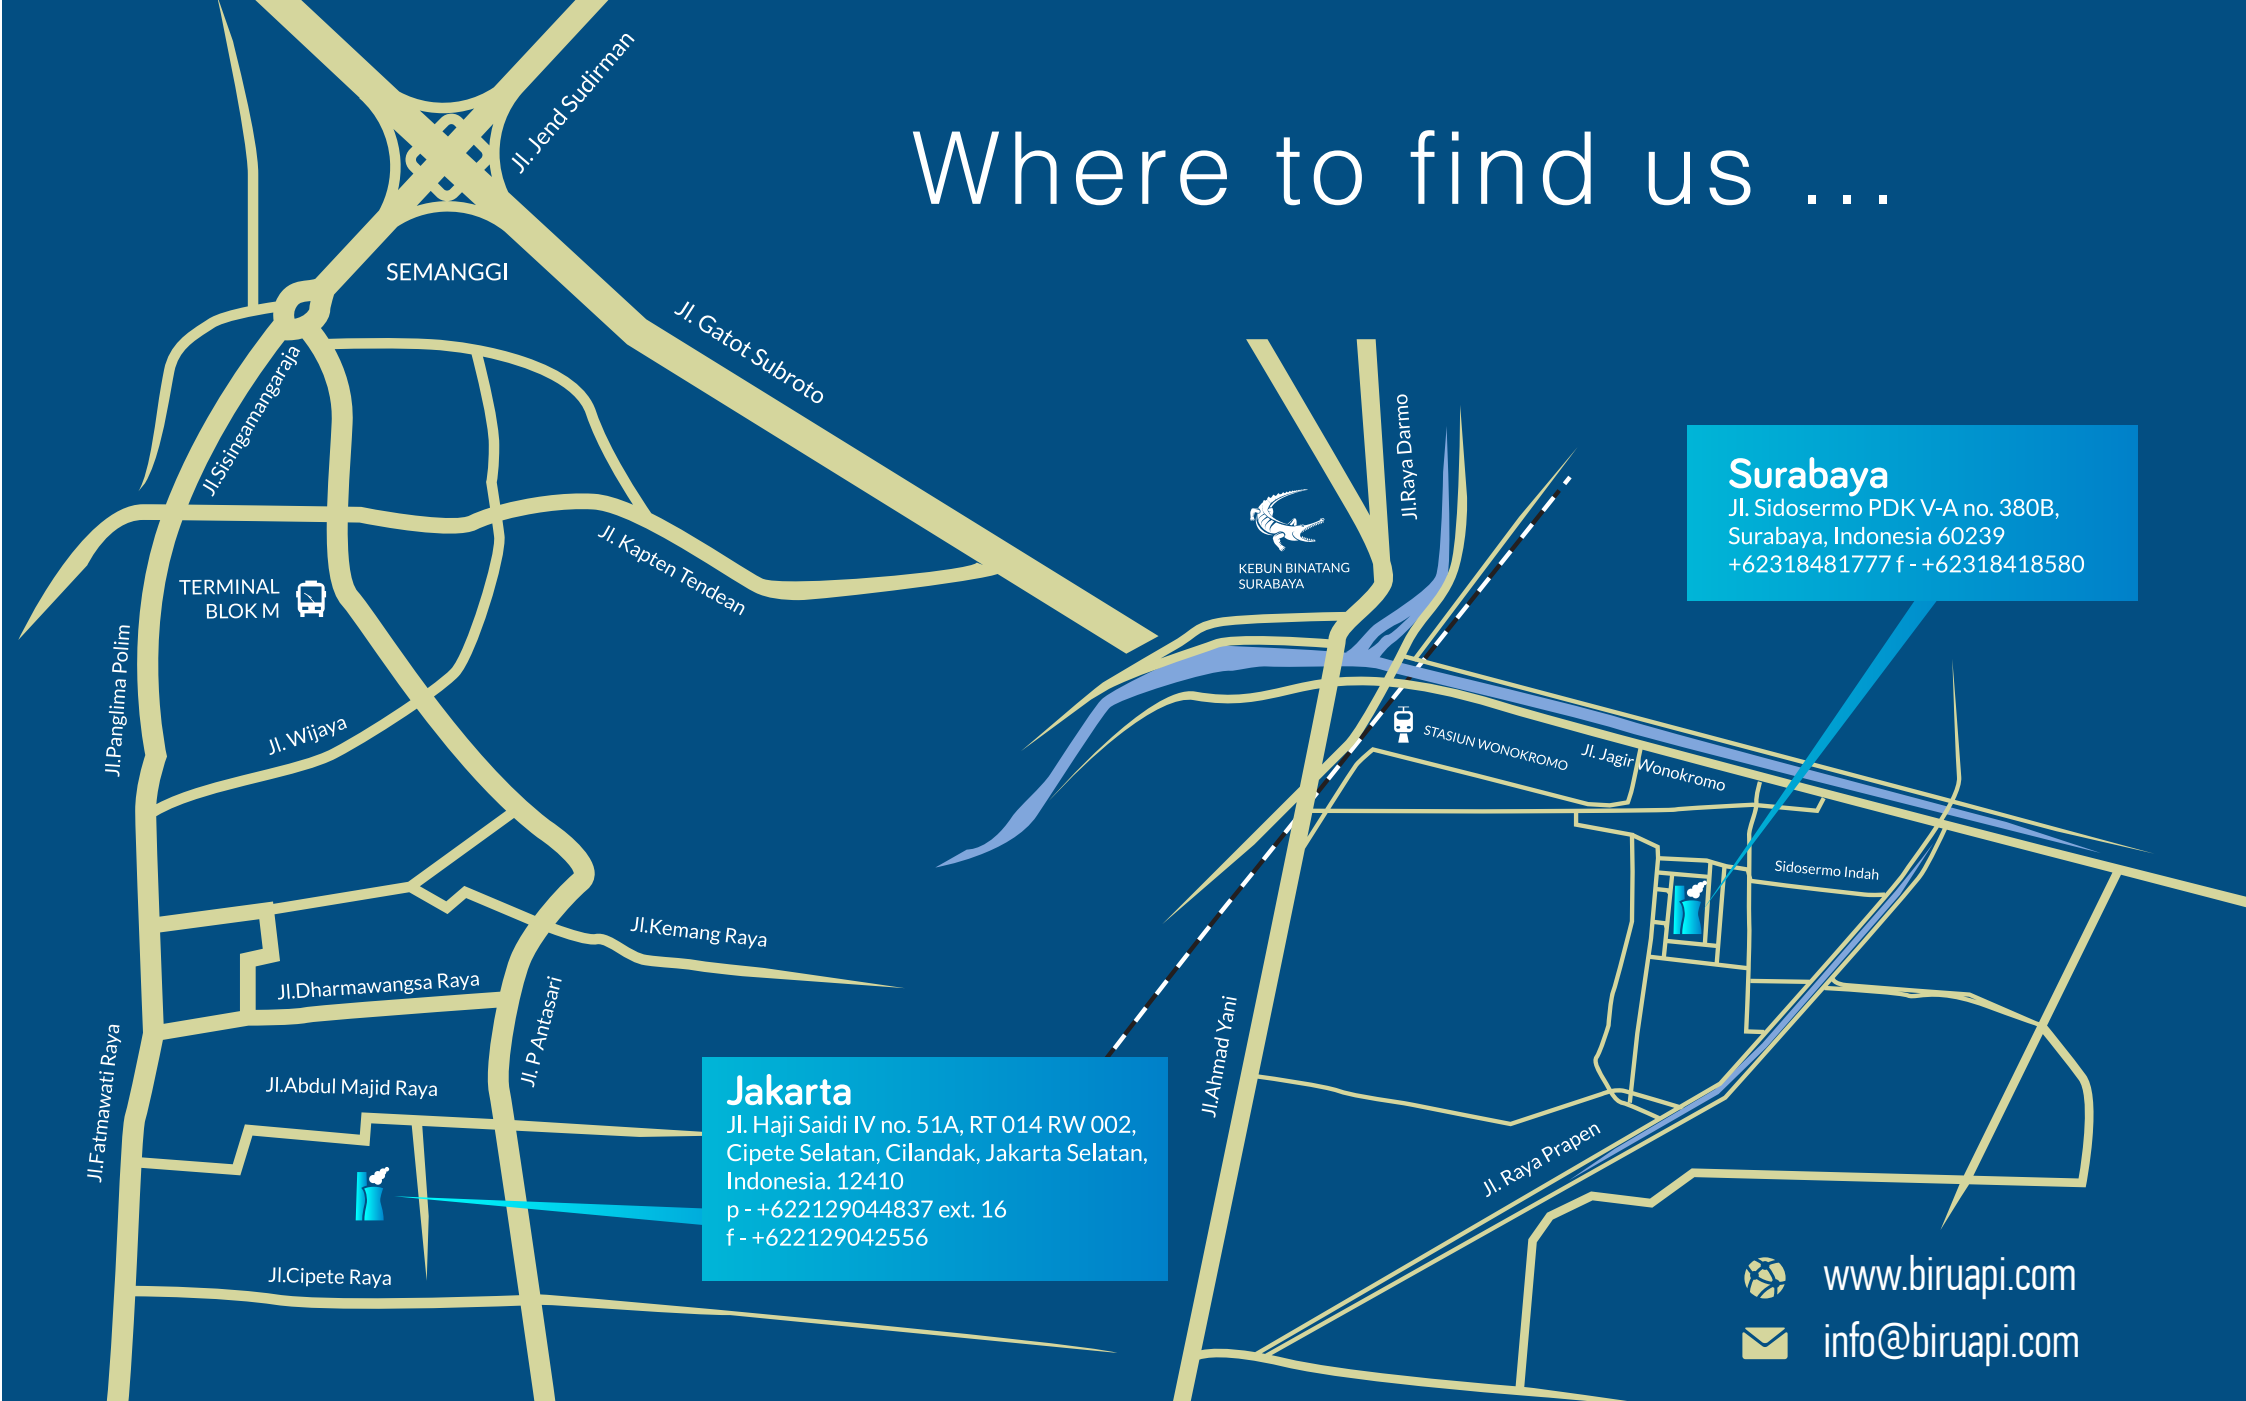 Where to find us ...
Jl. Jend Sudirman
SEMANGGI
Jl. Gatot Subroto
Jl.Sisingamangaraja
Jl. Kapten Tendean
TERMINAL
BLOK M
Jl.Panglima Polim
Jl. Wijaya
Jl.Kemang Raya
Jl.Dharmawangsa Raya
Jl. P Antasari
Jl.Fatmawati Raya
Jl.Abdul Majid Raya
Jl.Cipete Raya
Jakarta
Jl. Haji Saidi IV no. 51A, RT 014 RW 002,
Cipete Selatan, Cilandak, Jakarta Selatan,
Indonesia. 12410
p - +622129044837 ext. 16
f - +622129042556
Jl.Raya Darmo
KEBUN BINATANG
SURABAYA
Surabaya
Jl. Sidosermo PDK V-A no. 380B,
Surabaya, Indonesia 60239
+62318481777 f - +62318418580
STASIUN WONOKROMO
Jl. Jagir Wonokromo
Sidosermo Indah
Jl.Ahmad Yani
Jl. Raya Prapen
www.biruapi.com
info@biruapi.com